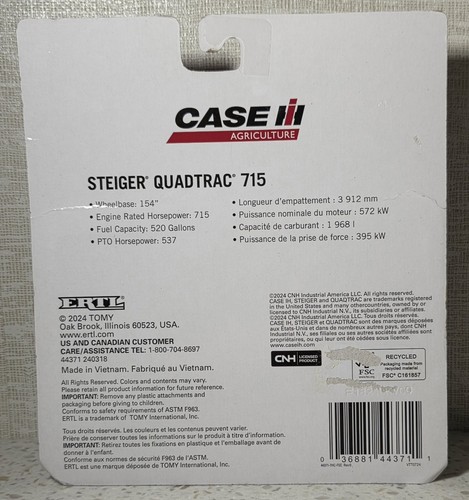 CASE IH
AGRICULTURE
STEIGER® QUADTRAC® 715
• Wheelbase: 154"
• Engine Rated Horsepower: 715
• Fuel Capacity: 520 Gallons
• PTO Horsepower: 537
• Longueur d'empattement : 3 912 mm
• Puissance nominale du moteur : 572 kW
• Capacité de carburant : 1 968 l
• Puissance de la prise de force : 395 kW
ERTL
© 2024 TOMY
Oak Brook, Illinois 60523, USA.
www.ertl.com
US AND CANADIAN CUSTOMER
CARE/ASSISTANCE TEL: 1-800-704-8697
44371 240318
Made in Vietnam. Fabriqué au Vietnam.
All Rights Reserved. Colors and contents may vary.
Please retain all product information for future reference.
IMPORTANT: Remove any plastic attachments and
packaging before giving to children.
Conforms to safety requirements of ASTM F963.
ERTL is a trademark of TOMY International, Inc.
Tous droits réservés. Les couleurs et les contenus peuvent varier.
Prière de conserver toutes les informations sur le produit à titre d'information.
IMPORTANT: Retirez toutes les fixations en plastique et l'emballage avant de
donner à l'enfant.
Conforme aux normes de sécurité F963 de l'ASTM.
ERTL est une marque de TOMY International, Inc.
©2024 CNH Industrial America LLC. All rights reserved.
CASE IH, STEIGER and QUADTRAC are trademarks registered
in the United States and many other countries, owned by or
licensed to CNH Industrial N.V., its subsidiaries or affiliates.
©2024 CNH Industrial America LLC. Tous droits réservés.
CASE IH, STEIGER et QUADTRAC sont des marques déposées
aux États-Unis et dans de nombreux autres pays, dont CNH
Industrial N.V., ses filiales ou ses autres sociétés affiliées sont
propriétaires, ou qui leur ont été cédées sous licence.
www.caseih.com
CNH LICENSED PRODUCT
FSC
RECYCLED
Packaging made from
recycled material
FSC® C161857
0 36881 44371 1